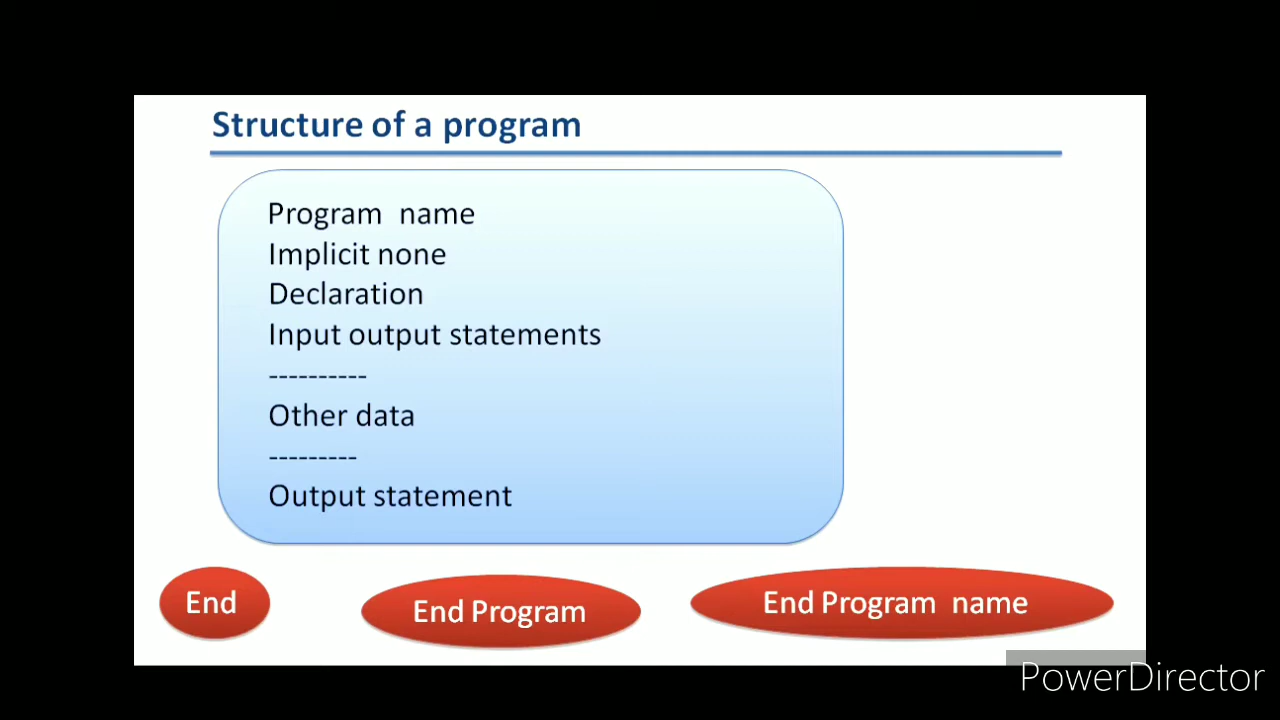 Structure of a program
Program name
Implicit none
Declaration
Input output statements
----------
Other data
---------
Output statement
End
End Program
End Program name
PowerDirector